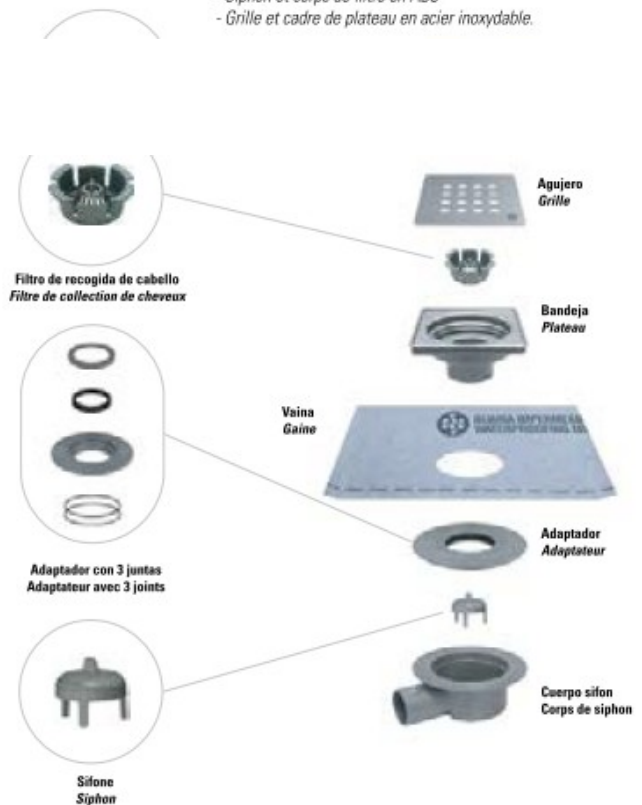 - Grille et cadre de plateau en acier inoxydable.
Agujero
Grille
Filtro de recogida de cabello
Filtre de collection de cheveux
Bandeja
Plateau
Vaina
Gaine
Adaptador
Adaptateur
Adaptador con 3 juntas
Adaptateur avec 3 joints
Cuerpo sifon
Corps de siphon
Sifone
Siphon